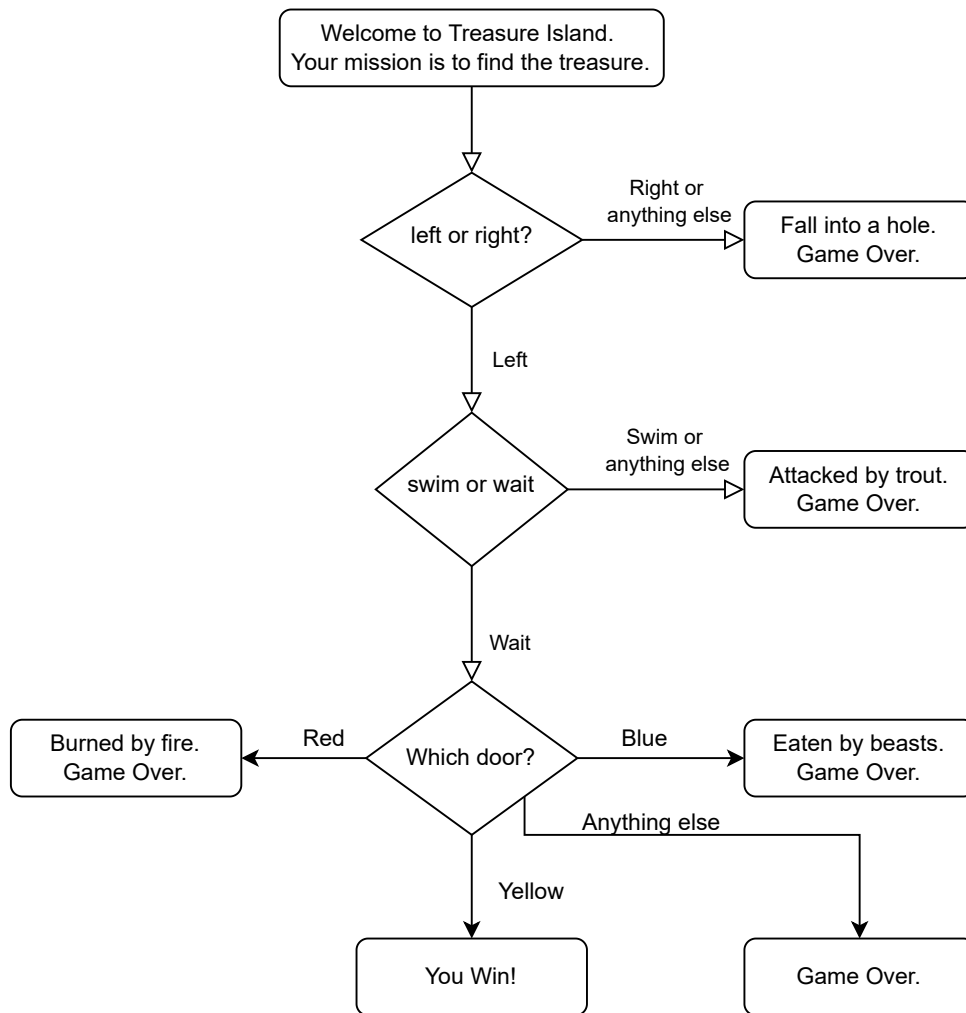 Welcome to Treasure Island.
Your mission is to find the treasure.
left or right?
Right or
anything else
Fall into a hole.
Game Over.
Left
swim or wait
Swim or
anything else
Attacked by trout.
Game Over.
Wait
Which door?
Red
Burned by fire.
Game Over.
Blue
Eaten by beasts.
Game Over.
Anything else
Yellow
You Win!
Game Over.